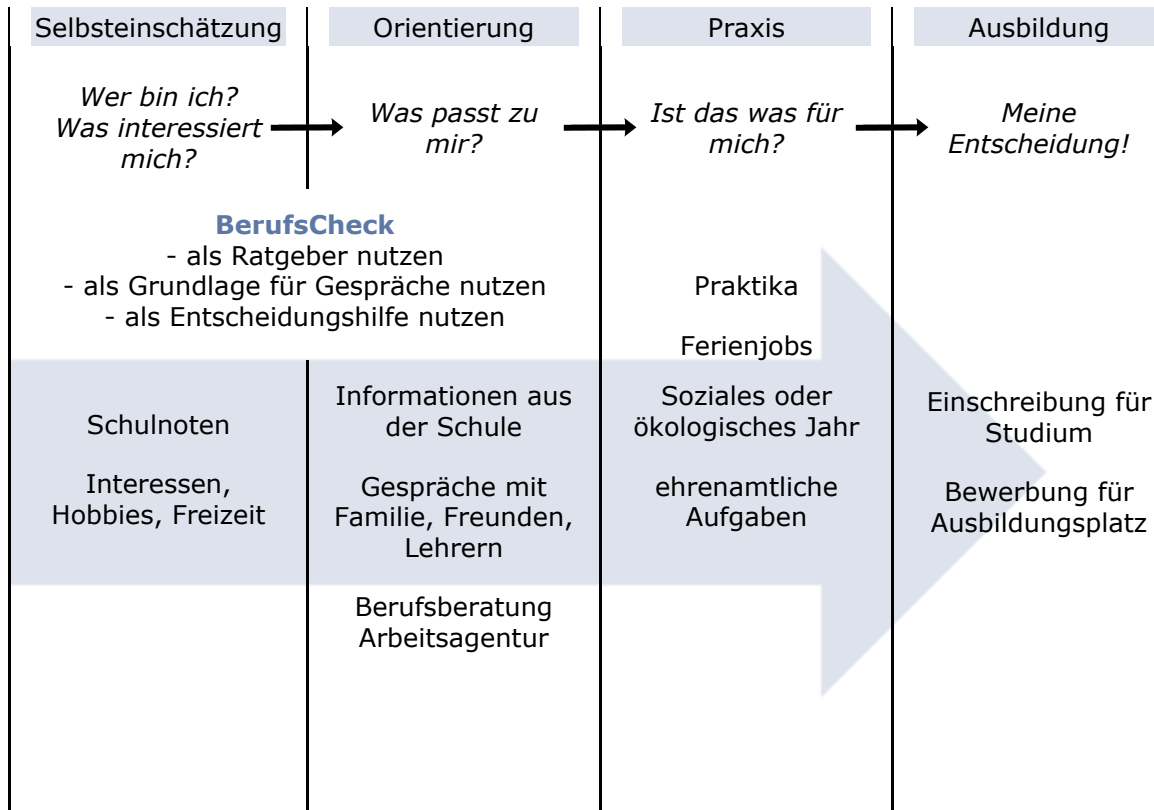 Selbsteinschätzung
Orientierung
Praxis
Ausbildung
Wer bin ich?
Was interessiert
mich?
Was passt zu
mir?
Ist das was für
mich?
Meine
Entscheidung!
BerufsCheck
- als Ratgeber nutzen
- als Grundlage für Gespräche nutzen
- als Entscheidungshilfe nutzen
Schulnoten
Interessen,
Hobbies, Freizeit
Informationen aus
der Schule
Gespräche mit
Familie, Freunden,
Lehrern
Berufsberatung
Arbeitsagentur
Praktika
Ferienjobs
Soziales oder
ökologisches Jahr
ehrenamtliche
Aufgaben
Einschreibung für
Studium
Bewerbung für
Ausbildungsplatz